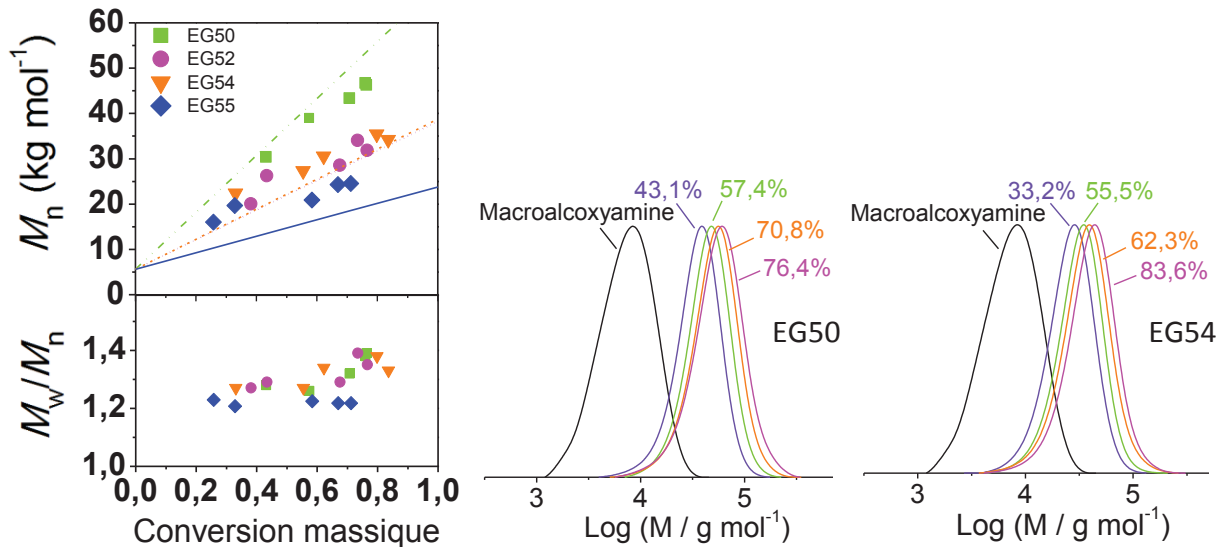 60
50
40
30
20
10
0
Mn (kg mol-1)
EG50
EG52
EG54
EG55
1,4
1,2
1,0
Mw/Mn
0,0 0,2 0,4 0,6 0,8 1,0
Conversion massique
Macroalcoxyamine
43,1%
57,4%
70,8%
76,4%
EG50
3 4 5
Log (M / g mol-1)
Macroalcoxyamine
33,2%
55,5%
62,3%
83,6%
EG54
3 4 5
Log (M / g mol-1)